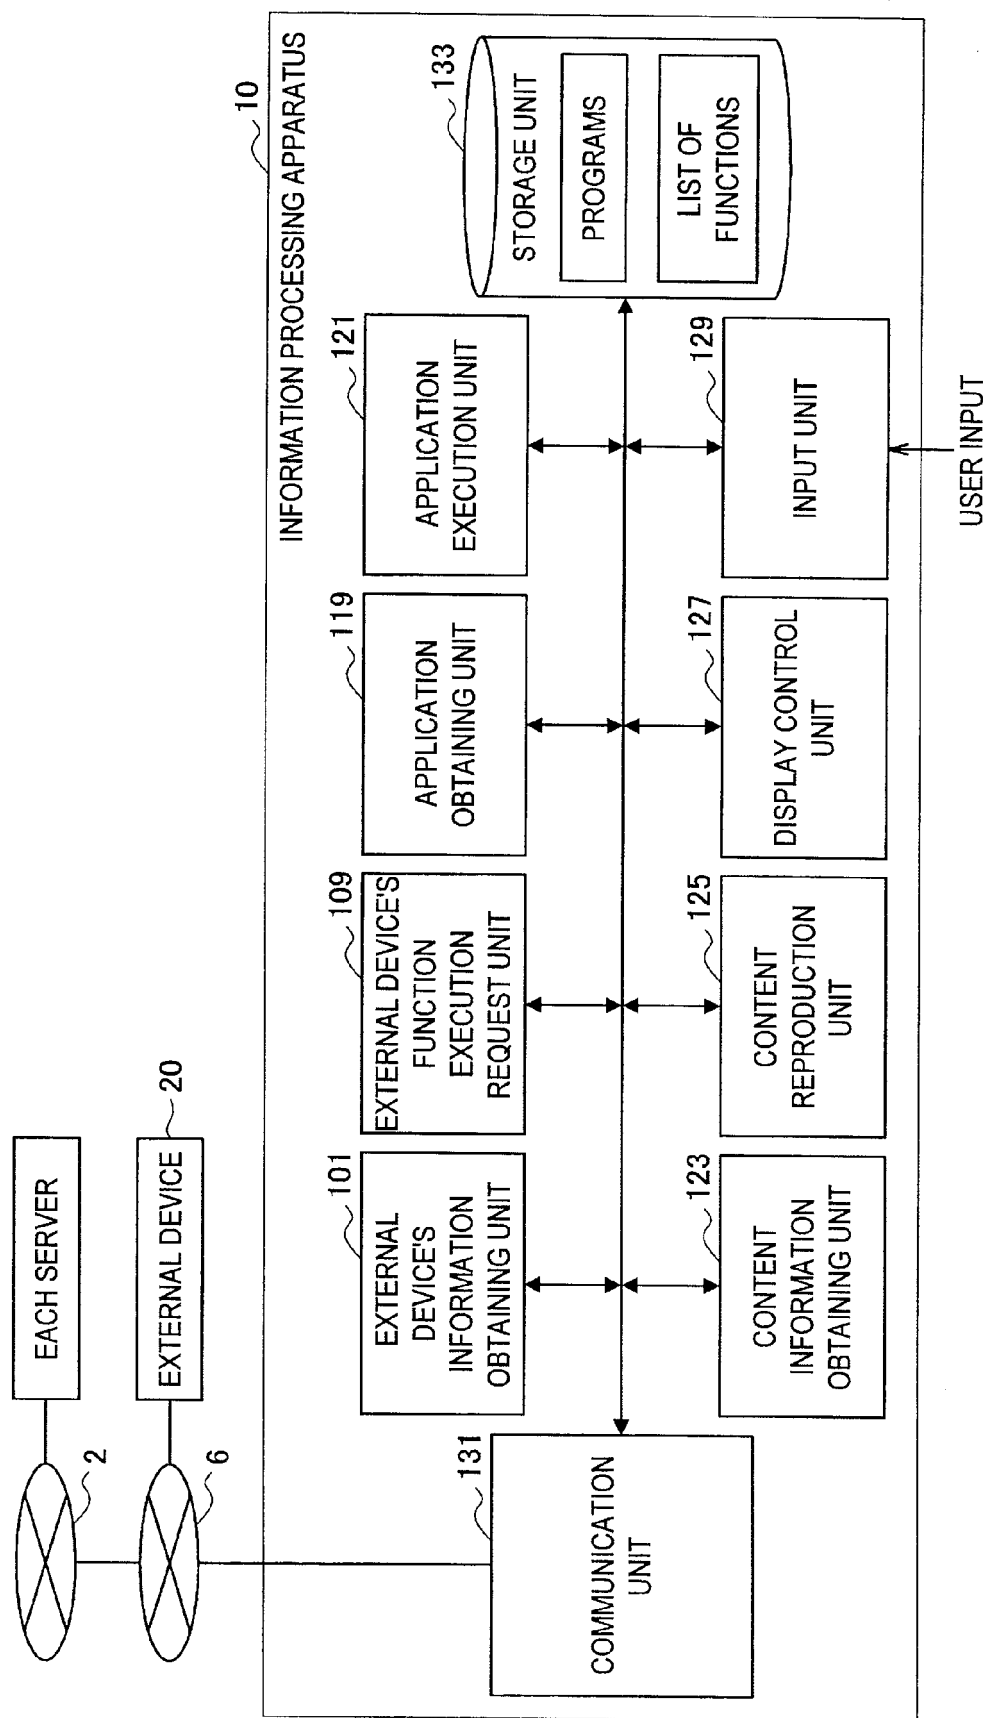 EACH SERVER
2
EXTERNAL DEVICE
20
6
10
INFORMATION PROCESSING APPARATUS
131
COMMUNICATION
UNIT
101
EXTERNAL
DEVICE'S
INFORMATION
OBTAINING UNIT
109
EXTERNAL DEVICE'S
FUNCTION
EXECUTION
REQUEST UNIT
119
APPLICATION
OBTAINING UNIT
121
APPLICATION
EXECUTION UNIT
133
STORAGE UNIT
PROGRAMS
LIST OF
FUNCTIONS
123
CONTENT
INFORMATION
OBTAINING UNIT
125
CONTENT
REPRODUCTION
UNIT
127
DISPLAY CONTROL
UNIT
129
INPUT UNIT
USER INPUT